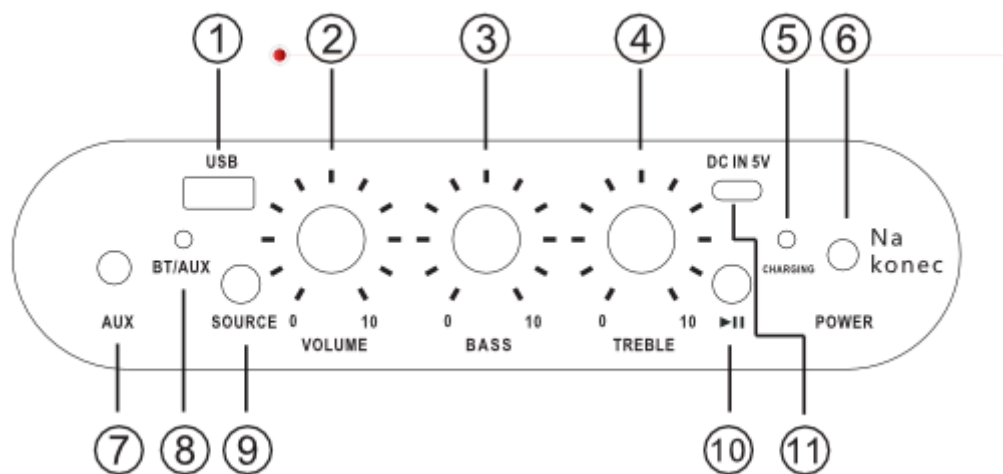 ① ② ③ ④ ⑤ ⑥
USB
DC IN 5V
Na
konec
BT/AUX
CHARGING
AUX
SOURCE
0 10
0 10
0 10
▶II
POWER
VOLUME
BASS
TREBLE
⑦ ⑧ ⑨ ⑩ ⑪